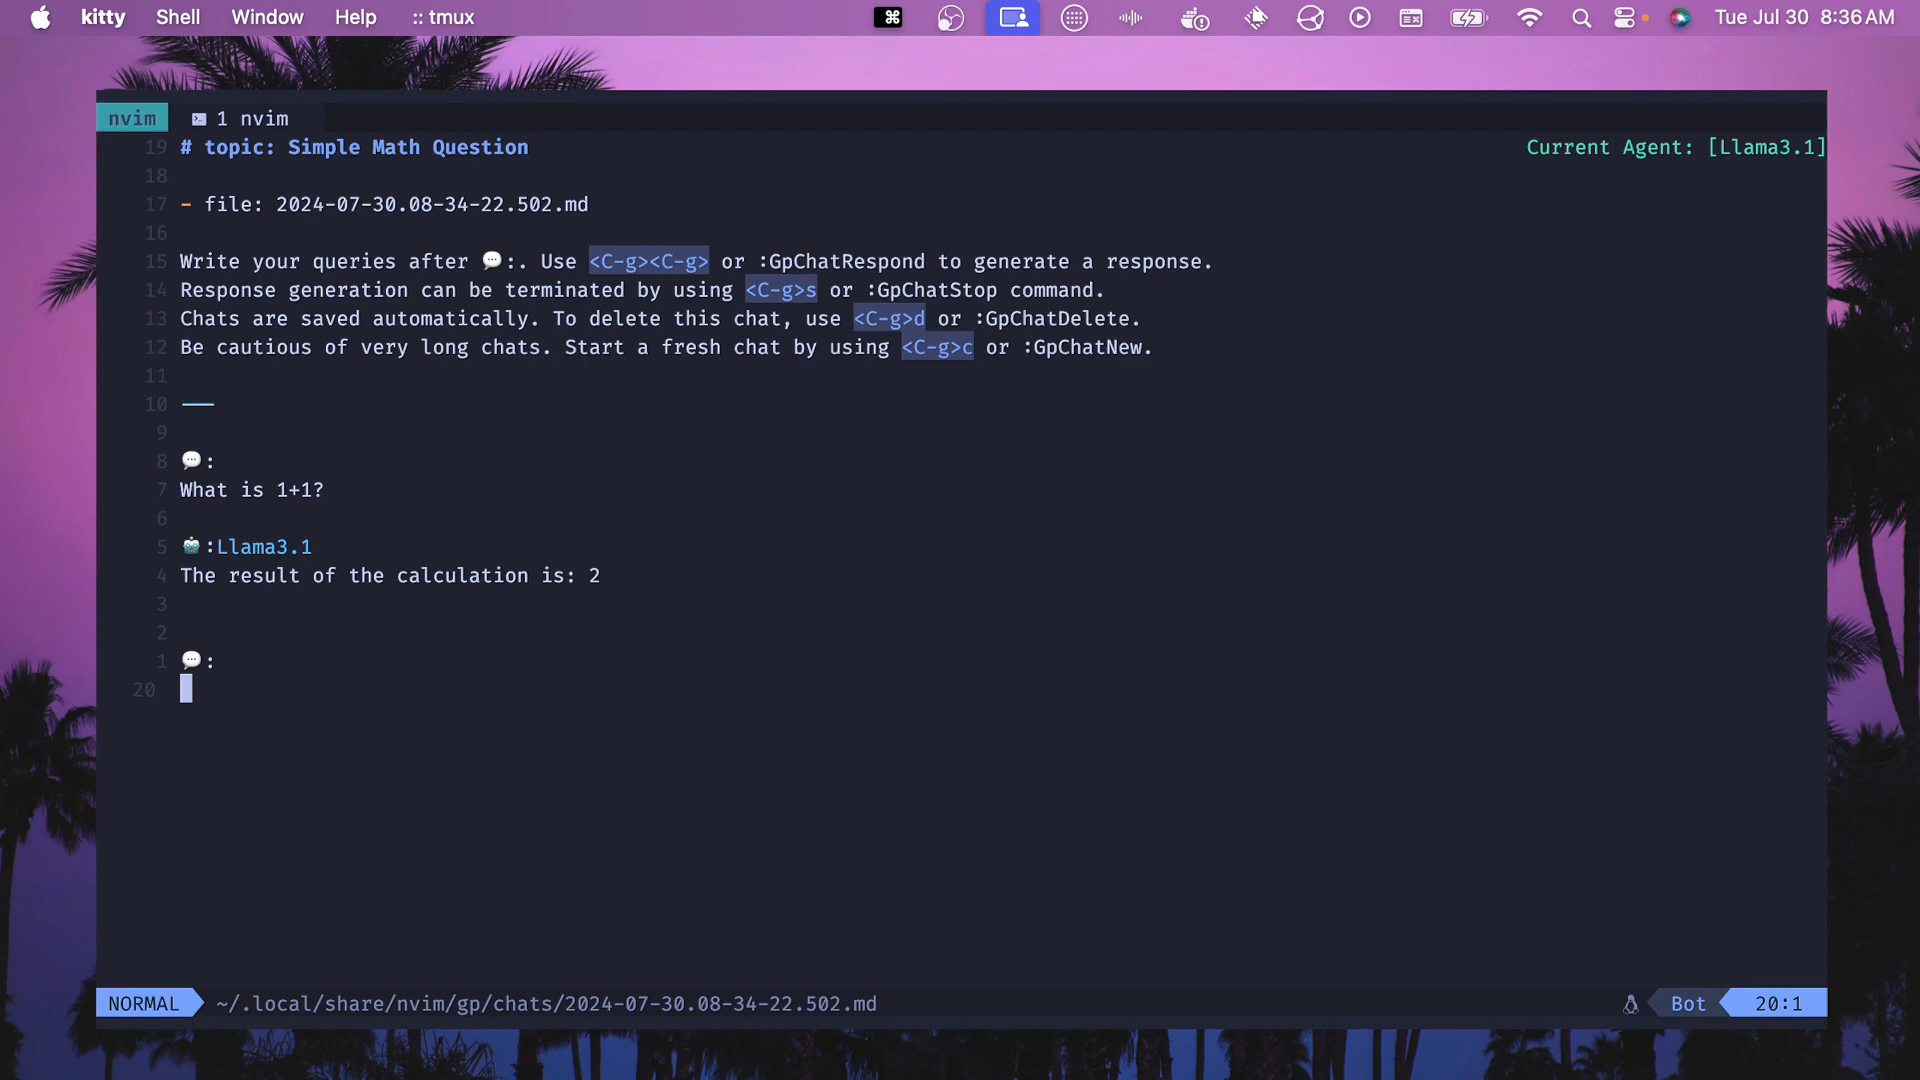 kitty Shell Window Help :: tmux Tue Jul 30 8:36 AM
nvim 1 nvim
19 # topic: Simple Math Question Current Agent: [Llama3.1]
18
17 - file: 2024-07-30.08-34-22.502.md
16
15 Write your queries after 💬:. Use <C-g><C-g> or :GpChatRespond to generate a response.
14 Response generation can be terminated by using <C-g>s or :GpChatStop command.
13 Chats are saved automatically. To delete this chat, use <C-g>d or :GpChatDelete.
12 Be cautious of very long chats. Start a fresh chat by using <C-g>c or :GpChatNew.
11
10 ---
9
8 💬:
7 What is 1+1?
6
5 🤖:Llama3.1
4 The result of the calculation is: 2
3
2
1 💬:
20
NORMAL ~/.local/share/nvim/gp/chats/2024-07-30.08-34-22.502.md Bot 20:1